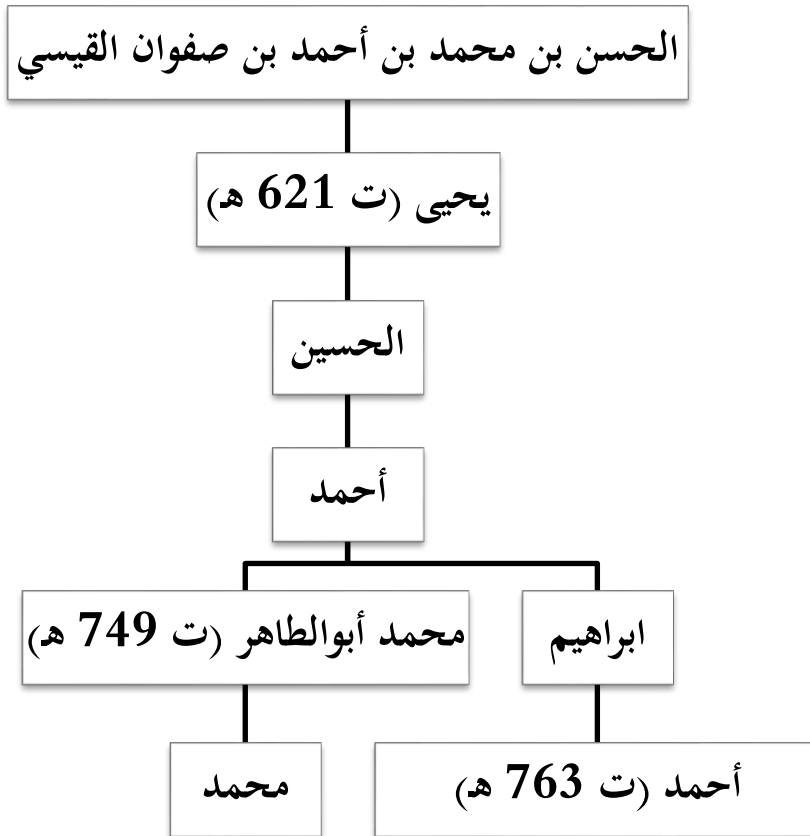 الحسن بن محمد بن أحمد بن صفوان القيسي
يحيى (ت 621 هـ)
الحسين
أحمد
ابراهيم
محمد أبوالطاهر (ت 749 هـ)
أحمد (ت 763 هـ)
محمد